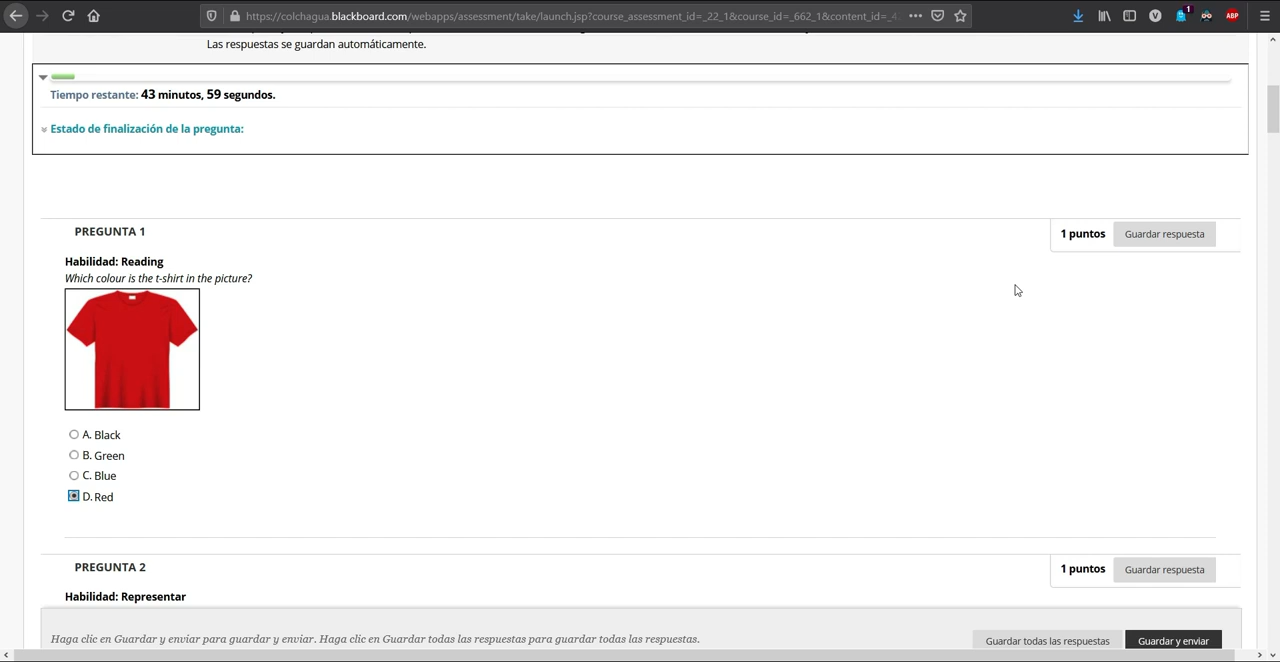 https://colchagua.blackboard.com/webapps/assessment/take/launch.jsp?course_assessment_id=_22_1&course_id=_662_1&content_id=_4
1
ABP
Las respuestas se guardan automáticamente.
Tiempo restante: 43 minutos, 59 segundos.
Estado de finalización de la pregunta:
PREGUNTA 1
1 puntos
Guardar respuesta
Habilidad: Reading
Which colour is the t-shirt in the picture?
A. Black
B. Green
C. Blue
D. Red
PREGUNTA 2
1 puntos
Guardar respuesta
Habilidad: Representar
Haga clic en Guardar y enviar para guardar y enviar. Haga clic en Guardar todas las respuestas para guardar todas las respuestas.
Guardar todas las respuestas
Guardar y enviar